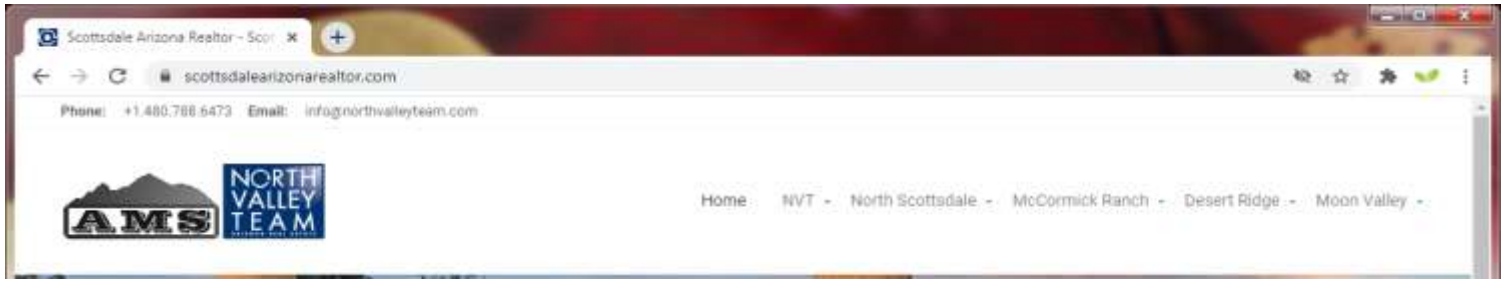 Scottsdale Arizona Realtor - Scot
scottsdalearizonarealtor.com
Phone: +1.480.788.6473 Email: info@northvalleyteam.com
AMS
NORTH
VALLEY
TEAM
Home NVT North Scottsdale McCormick Ranch Desert Ridge Moon Valley